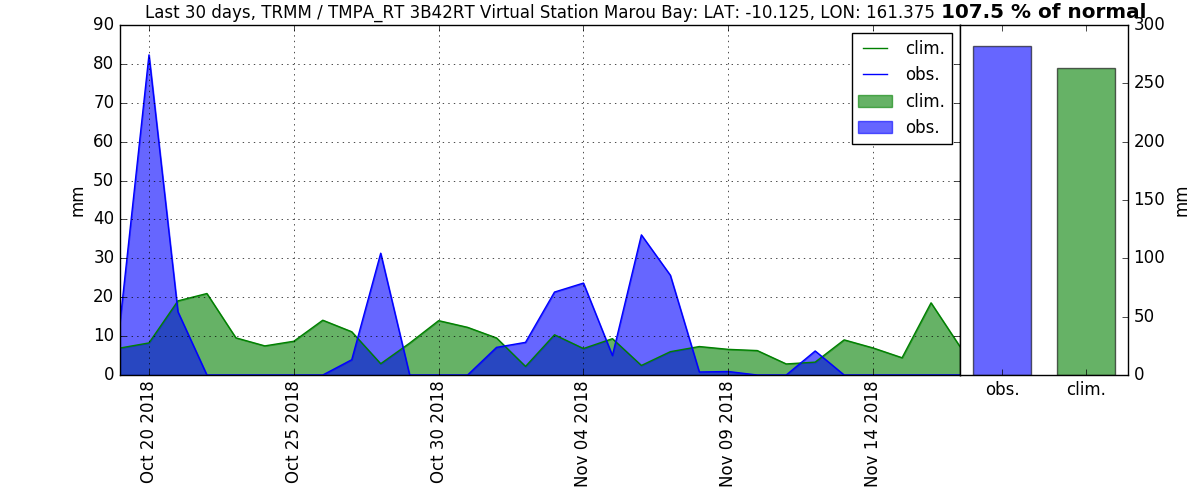 Last 30 days, TRMM / TMPA_RT 3B42RT Virtual Station Marou Bay: LAT: -10.125, LON: 161.375 107.5 % of normal
90
80
70
60
50
40
30
20
10
0
mm
clim.
obs.
clim.
obs.
300
250
200
150
100
50
0
mm
obs.
clim.
Oct 20 2018
Oct 25 2018
Oct 30 2018
Nov 04 2018
Nov 09 2018
Nov 14 2018